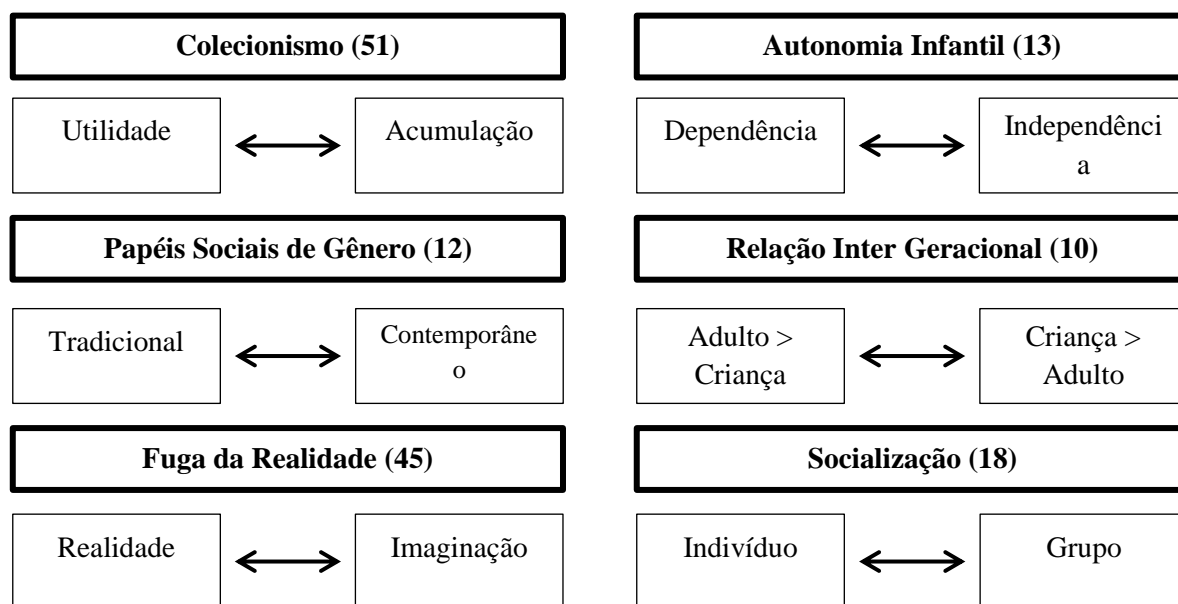 Colecionismo (51)
Utilidade
Acumulação
Papéis Sociais de Gênero (12)
Tradicional
Contemporâne
o
Fuga da Realidade (45)
Realidade
Imaginação
Autonomia Infantil (13)
Dependência
Independênci
a
Relação Inter Geracional (10)
Adulto >
Criança
Criança >
Adulto
Socialização (18)
Indivíduo
Grupo